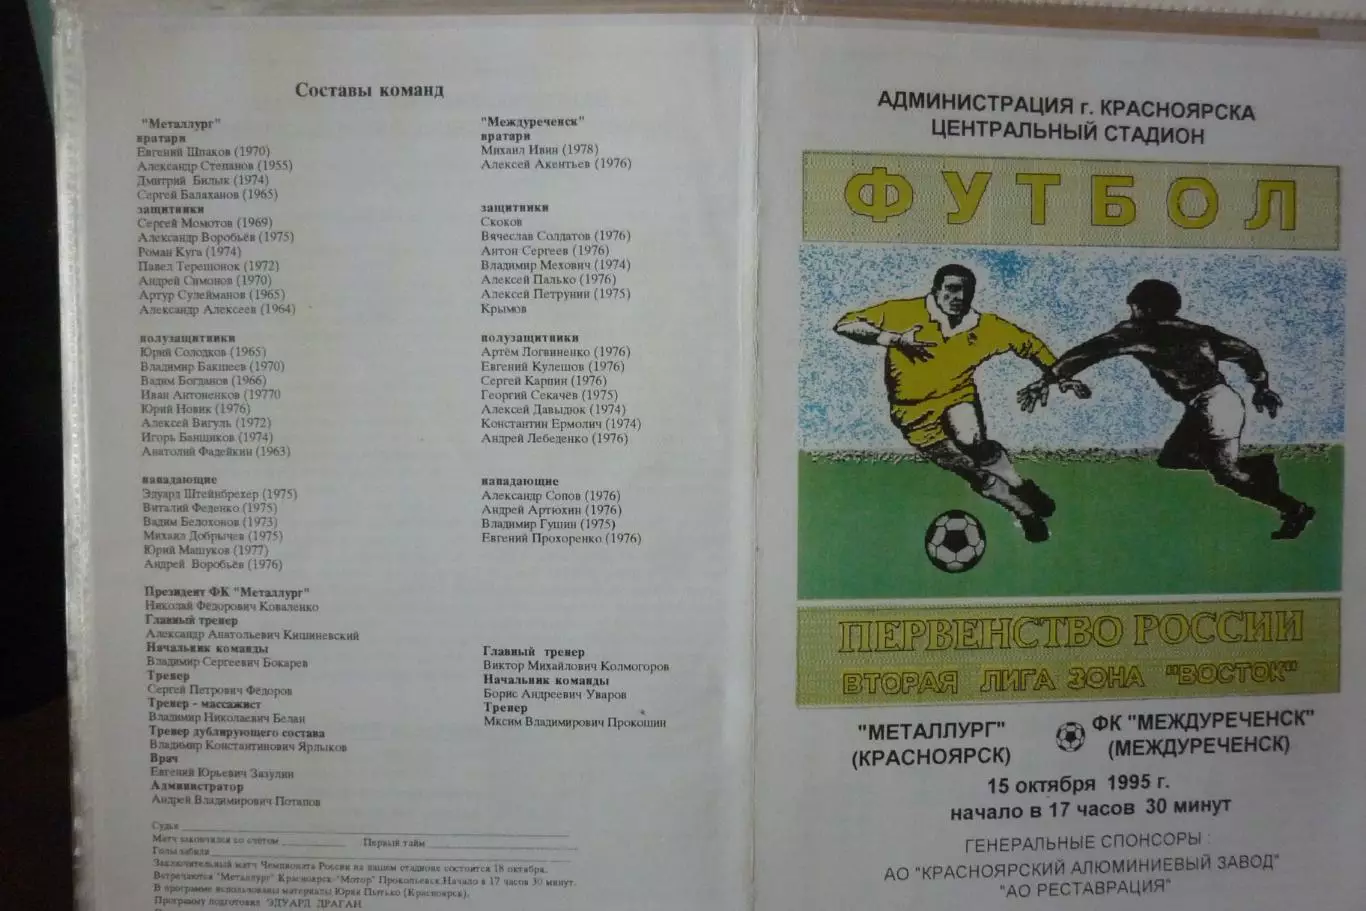 Составы команд
"Металлург"
вратари
Евгений Шпаков (1970)
Александр Степанов (1955)
Дмитрий Билык (1974)
Сергей Балаханов (1965)
защитники
Сергей Момотов (1969)
Александр Воробьёв (1975)
Роман Куга (1974)
Павел Терешонок (1972)
Андрей Симонов (1970)
Артур Сулейманов (1965)
Александр Алексеев (1964)
полузащитники
Юрий Солодков (1965)
Владимир Бакшеев (1970)
Вадим Богданов (1966)
Иван Антоненков (19770
Юрий Новик (1976)
Алексей Вигуль (1972)
Игорь Банщиков (1974)
Анатолий Фадейкин (1963)
нападающие
Эдуард Штейнбрехер (1975)
Виталий Феденко (1975)
Вадим Белохонов (1973)
Михаил Добрычев (1975)
Юрий Машуков (1977)
Андрей Воробьёв (1976)
Президент ФК "Металлург"
Николай Фёдорович Коваленко
Главный тренер
Александр Анатольевич Кишиневский
Начальник команды
Владимир Сергеевич Бокарев
Тренер
Сергей Петрович Фёдоров
Тренер - массажист
Владимир Николаевич Белан
Тренер дублирующего состава
Владимир Константинович Ярлыков
Врач
Евгений Юрьевич Зазулин
Администратор
Андрей Владимирович Потапов
"Междуреченск"
вратари
Михаил Ивин (1978)
Алексей Акентьев (1976)
защитники
Скоков
Вячеслав Солдатов (1976)
Антон Сергеев (1976)
Владимир Мехович (1974)
Алексей Палько (1976)
Алексей Петрунин (1975)
Крымов
полузащитники
Артём Логвиненко (1976)
Евгений Кулешов (1976)
Сергей Карпин (1976)
Георгий Секачёв (1975)
Алексей Давыдюк (1974)
Константин Ермолич (1974)
Андрей Лебеденко (1976)
нападающие
Александр Сопов (1976)
Андрей Артюхин (1976)
Владимир Гушин (1975)
Евгений Прохоренко (1976)
Главный тренер
Виктор Михайлович Колмогоров
Начальник команды
Борис Андреевич Уваров
Тренер
Мксим Владимирович Прокошин
Судья
Матч закончился со счётом Первый тайм
Голы забили
Заключительный матч Чемпионата России на нашем стадионе состоится 18 октября.
Встречаются "Металлург" Красноярск-"Мотор" Прокопьевск.Начало в 17 часов 30 минут.
В программе использованы материалы Юрия Пытько (Красноярск).
Программу подготовил ЭДУАРД ДРАГАН
АДМИНИСТРАЦИЯ г. КРАСНОЯРСКА
ЦЕНТРАЛЬНЫЙ СТАДИОН
ФУТБОЛ
ПЕРВЕНСТВО РОССИИ
ВТОРАЯ ЛИГА ЗОНА "ВОСТОК"
"МЕТАЛЛУРГ" ФК "МЕЖДУРЕЧЕНСК"
(КРАСНОЯРСК) (МЕЖДУРЕЧЕНСК)
15 октября 1995 г.
начало в 17 часов 30 минут
ГЕНЕРАЛЬНЫЕ СПОНСОРЫ :
АО "КРАСНОЯРСКИЙ АЛЮМИНИЕВЫЙ ЗАВОД"
"АО РЕСТАВРАЦИЯ"